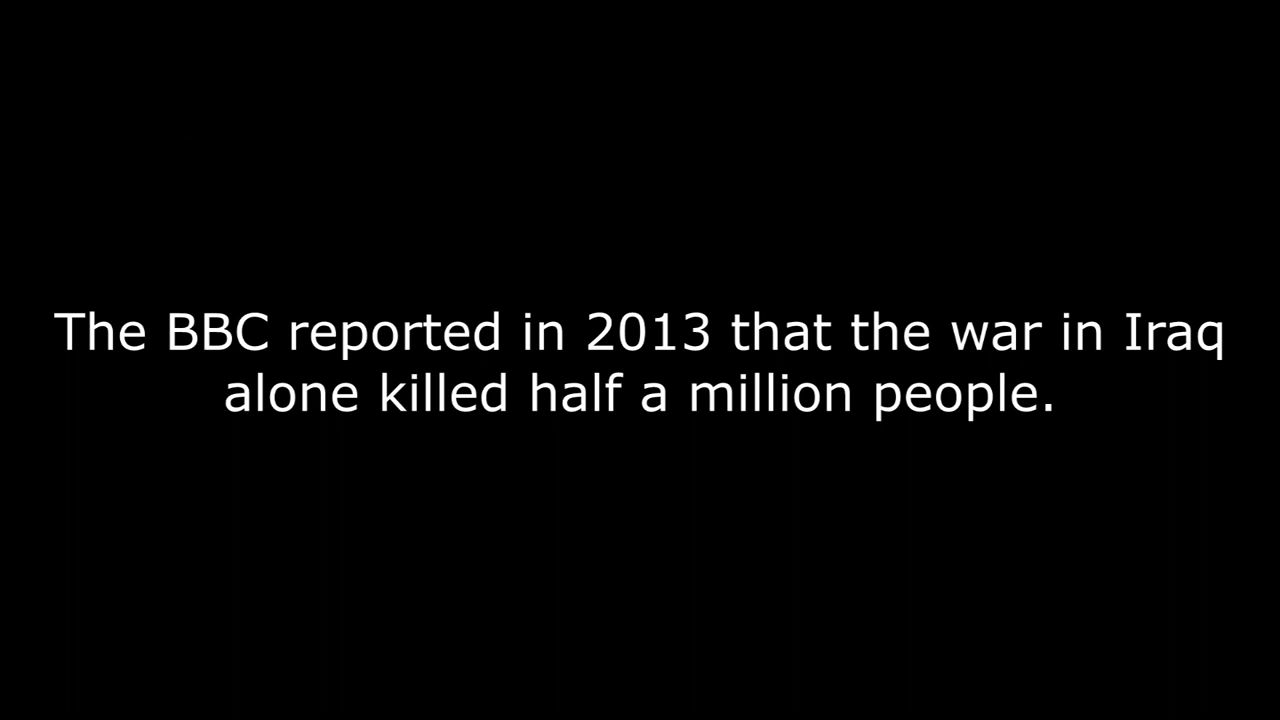 The BBC reported in 2013 that the war in Iraq
alone killed half a million people.